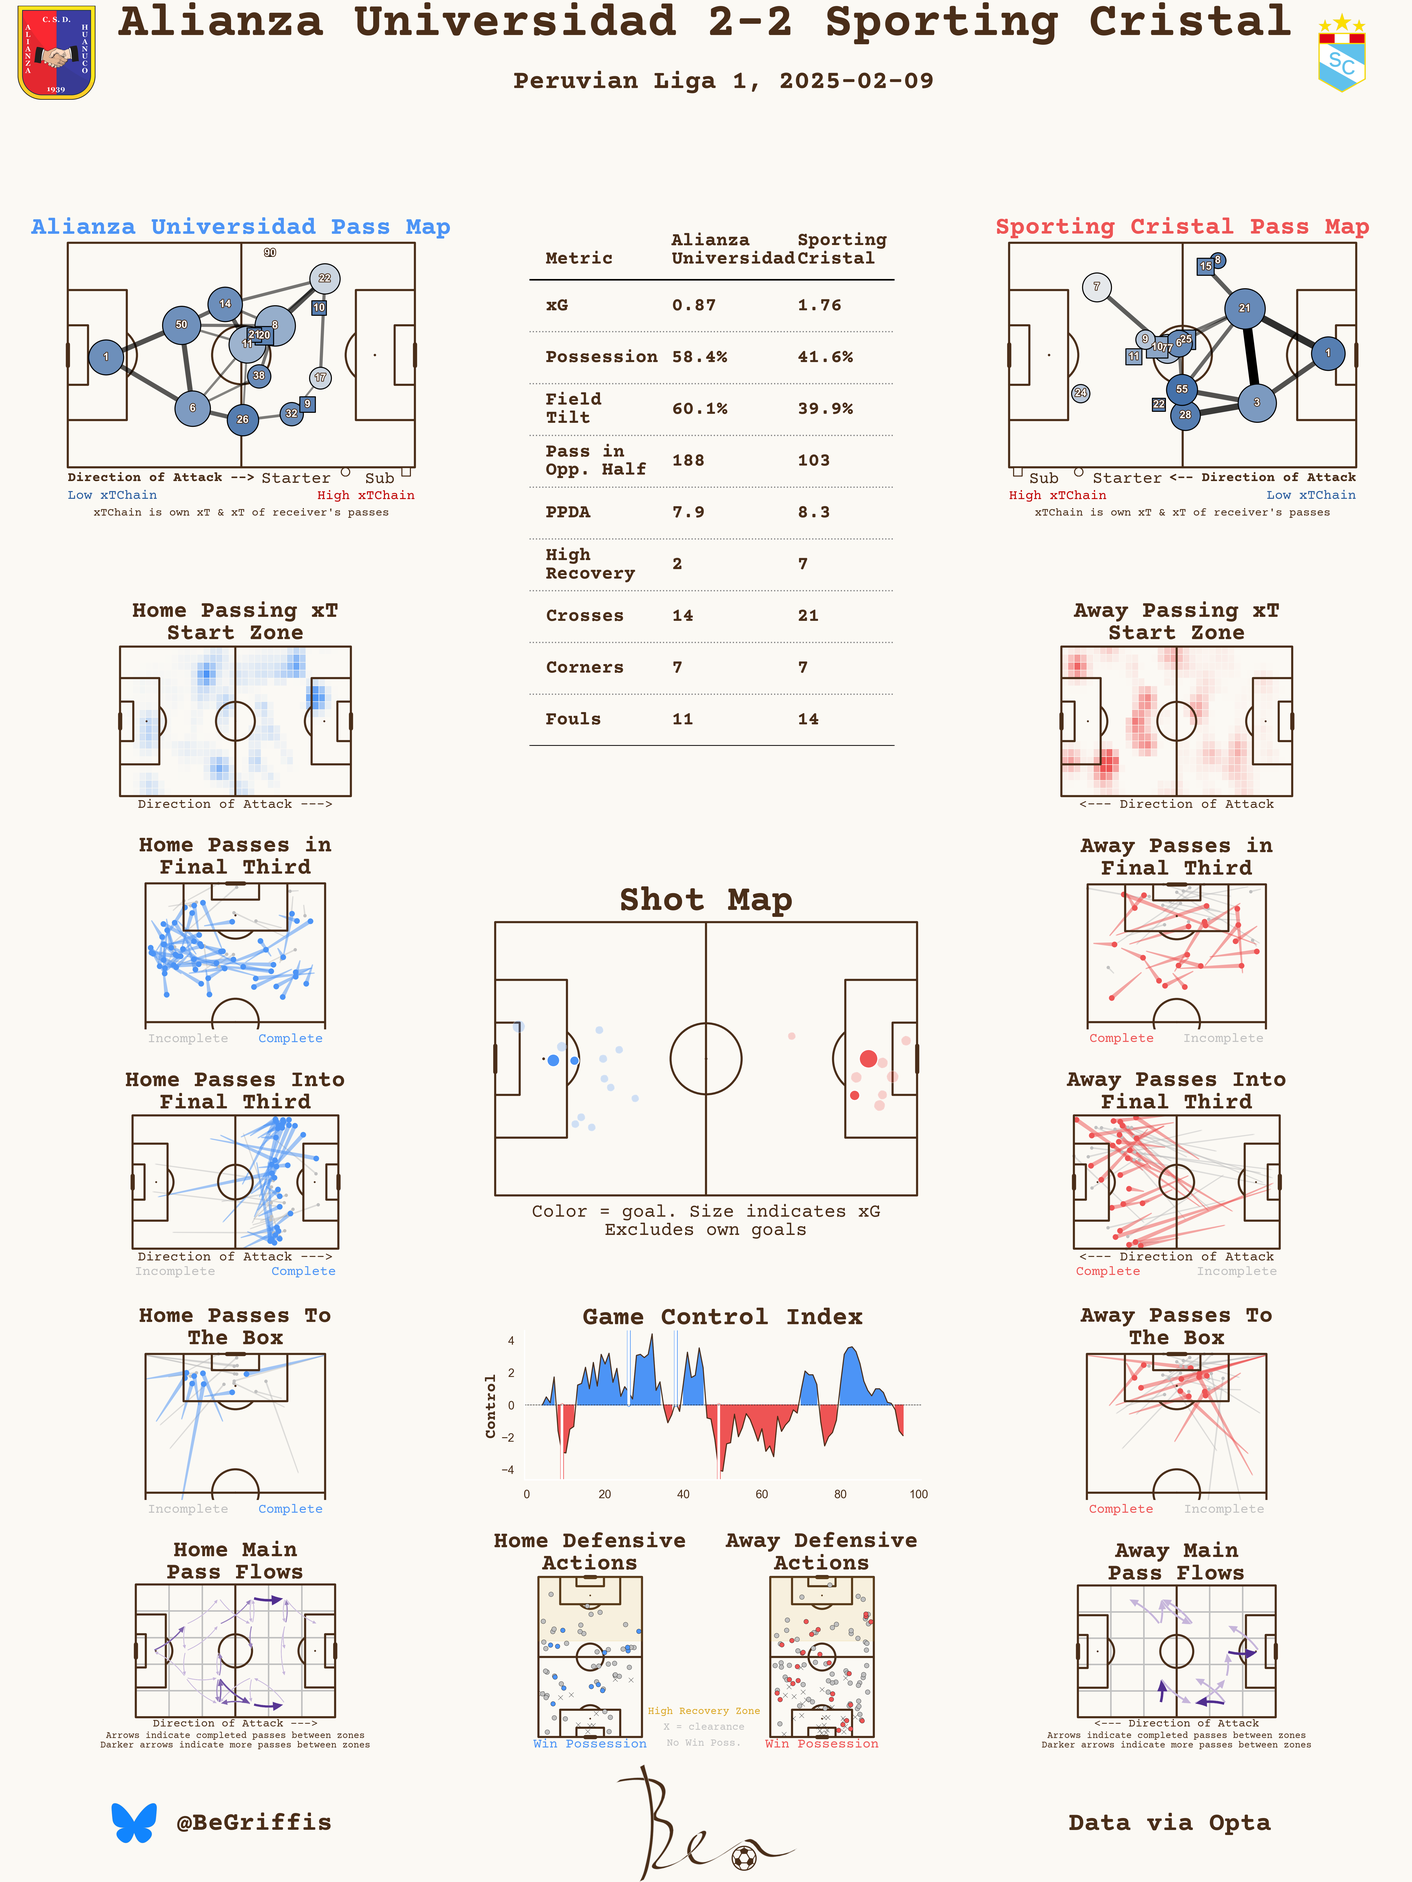 Alianza Universidad 2-2 Sporting Cristal
Peruvian Liga 1, 2025-02-09
C. S. D.
ALIANZA
HUANUCO
1939
SC
Alianza Universidad Pass Map
90
22
10
14
50
8
21
20
11
1
38
17
6
9
26
32
Direction of Attack --> Starter Sub
Low xTChain High xTChain
xTChain is own xT & xT of receiver's passes
Metric Alianza Universidad Sporting Cristal
xG 0.87 1.76
Possession 58.4% 41.6%
Field Tilt 60.1% 39.9%
Pass in Opp. Half 188 103
PPDA 7.9 8.3
High Recovery 2 7
Crosses 14 21
Corners 7 7
Fouls 11 14
Sporting Cristal Pass Map
15
8
7
21
9
10
77
6
25
11
1
24
55
22
28
3
Sub Starter <-- Direction of Attack
High xTChain Low xTChain
xTChain is own xT & xT of receiver's passes
Home Passing xT
Start Zone
Direction of Attack --->
Away Passing xT
Start Zone
<--- Direction of Attack
Home Passes in
Final Third
Incomplete Complete
Away Passes in
Final Third
Complete Incomplete
Shot Map
Color = goal. Size indicates xG
Excludes own goals
Home Passes Into
Final Third
Direction of Attack --->
Incomplete Complete
Away Passes Into
Final Third
<--- Direction of Attack
Complete Incomplete
Home Passes To
The Box
Incomplete Complete
Game Control Index
Control
4
2
0
−2
−4
0 20 40 60 80 100
Away Passes To
The Box
Complete Incomplete
Home Main
Pass Flows
Direction of Attack --->
Arrows indicate completed passes between zones
Darker arrows indicate more passes between zones
Home Defensive
Actions
Win Possession
High Recovery Zone
X = clearance
No Win Poss.
Away Defensive
Actions
Win Possession
Away Main
Pass Flows
<--- Direction of Attack
Arrows indicate completed passes between zones
Darker arrows indicate more passes between zones
@BeGriffis
Ben
Data via Opta